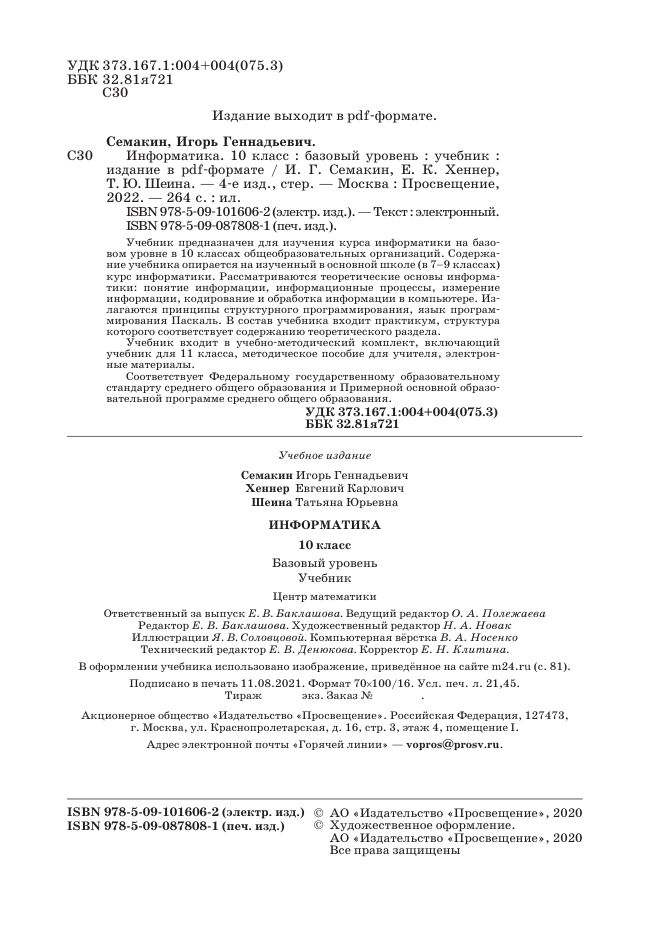 УДК 373.167.1:004+004(075.3)
ББК 32.81я721
С30
Издание выходит в pdf-формате.
Семакин, Игорь Геннадьевич.
С30 Информатика. 10 класс : базовый уровень : учебник :
издание в pdf-формате / И. Г. Семакин, Е. К. Хеннер,
Т. Ю. Шеина. — 4-е изд., стер. — Москва : Просвещение,
2022. — 264 с. : ил.
ISBN 978-5-09-101606-2 (электр. изд.). — Текст : электронный.
ISBN 978-5-09-087808-1 (печ. изд.).
Учебник предназначен для изучения курса информатики на базо-
вом уровне в 10 классах общеобразовательных организаций. Содержа-
ние учебника опирается на изученный в основной школе (в 7–9 классах)
курс информатики. Рассматриваются теоретические основы информа-
тики: понятие информации, информационные процессы, измерение
информации, кодирование и обработка информации в компьютере. Из-
лагаются принципы структурного программирования, язык програм-
мирования Паскаль. В состав учебника входит практикум, структура
которого соответствует содержанию теоретического раздела.
Учебник входит в учебно-методический комплект, включающий
учебник для 11 класса, методическое пособие для учителя, электрон-
ные материалы.
Соответствует Федеральному государственному образовательному
стандарту среднего общего образования и Примерной основной образо-
вательной программе среднего общего образования.
УДК 373.167.1:004+004(075.3)
ББК 32.81я721
Учебное издание
Семакин Игорь Геннадьевич
Хеннер Евгений Карлович
Шеина Татьяна Юрьевна
ИНФОРМАТИКА
10 класс
Базовый уровень
Учебник
Центр математики
Ответственный за выпуск Е. В. Баклашова. Ведущий редактор О. А. Полежаева
Редактор Е. В. Баклашова. Художественный редактор Н. А. Новак
Иллюстрации Я. В. Соловцовой. Компьютерная вёрстка В. А. Носенко
Технический редактор Е. В. Денюкова. Корректор Е. Н. Клитина.
В оформлении учебника использовано изображение, приведённое на сайте m24.ru (с. 81).
Подписано в печать 11.08.2021. Формат 70×100/16. Усл. печ. л. 21,45.
Тираж экз. Заказ № .
Акционерное общество «Издательство «Просвещение». Российская Федерация, 127473,
г. Москва, ул. Краснопролетарская, д. 16, стр. 3, этаж 4, помещение I.
Адрес электронной почты «Горячей линии» — vopros@prosv.ru.
ISBN 978-5-09-101606-2 (электр. изд.) © АО «Издательство «Просвещение», 2020
ISBN 978-5-09-087808-1 (печ. изд.) © Художественное оформление.
АО «Издательство «Просвещение», 2020
Все права защищены